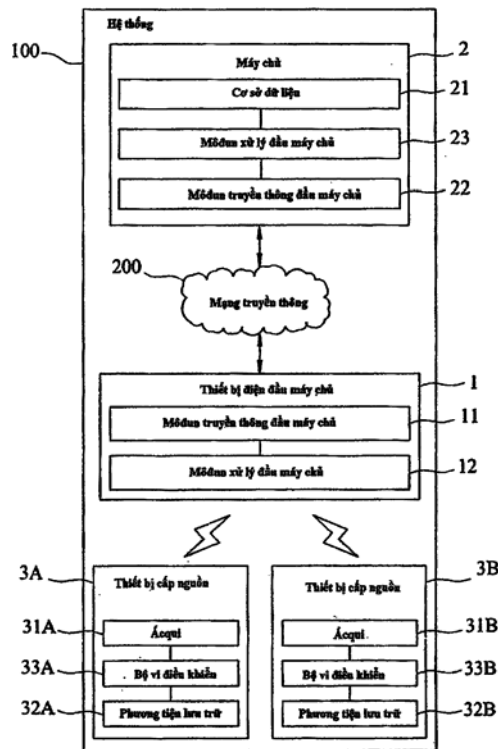 Hệ thống
100
2
Máy chủ
Cơ sở dữ liệu
21
Môđun xử lý đầu máy chủ
23
Môđun truyền thông đầu máy chủ
22
200
Mạng truyền thông
1
Thiết bị điện đầu máy chủ
Môđun truyền thông đầu máy chủ
11
Môđun xử lý đầu máy chủ
12
3A
Thiết bị cấp nguồn
3B
Thiết bị cấp nguồn
31A
Ácqui
31B
Ácqui
33A
Bộ vi điều khiển
33B
Bộ vi điều khiển
32A
Phương tiện lưu trữ
32B
Phương tiện lưu trữ